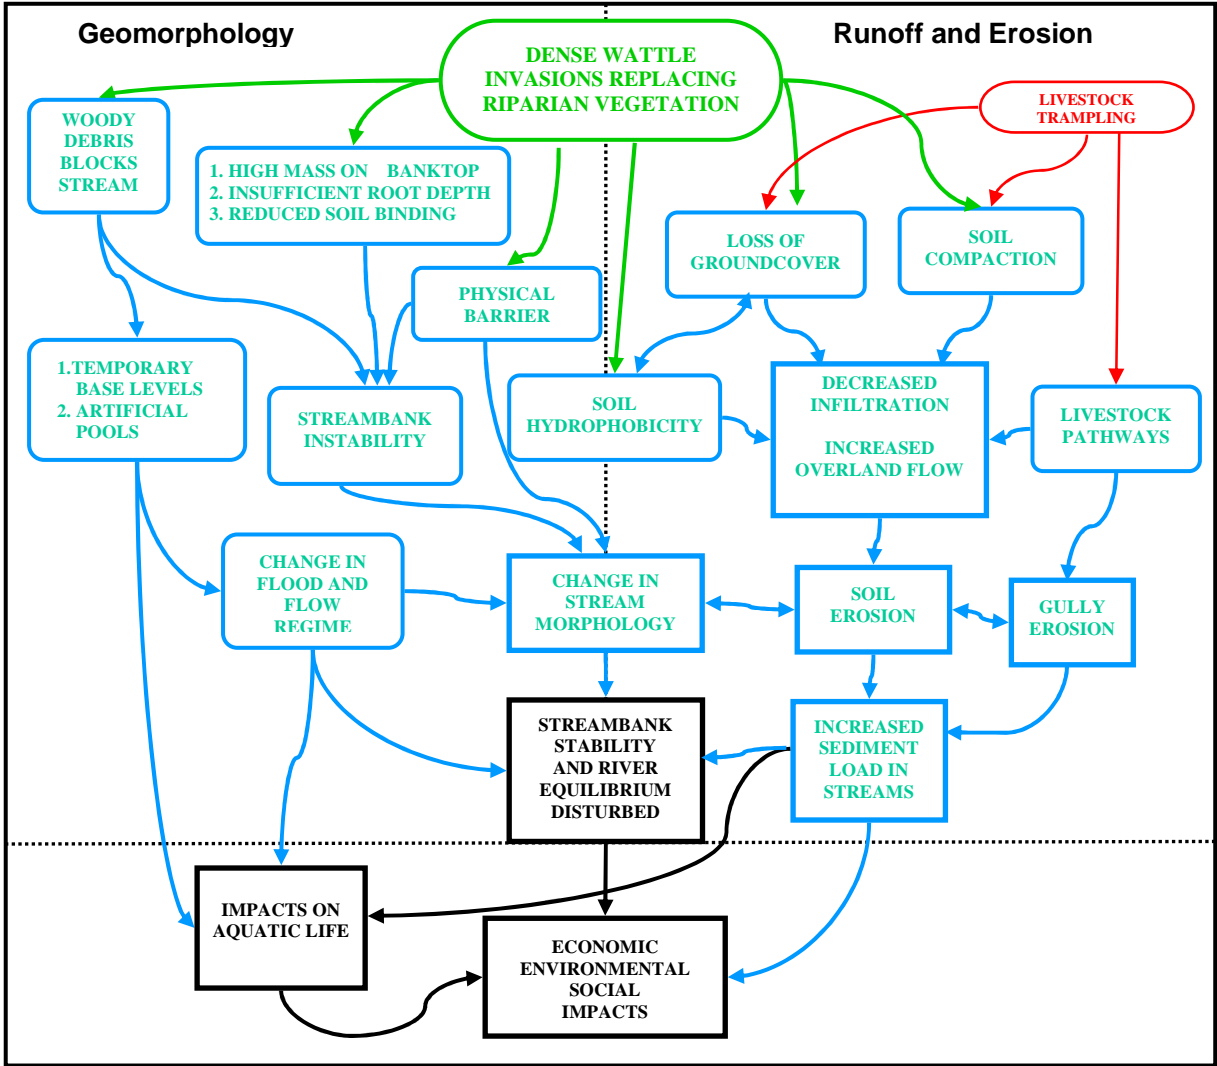 Geomorphology
Runoff and Erosion
DENSE WATTLE
INVASIONS REPLACING
RIPARIAN VEGETATION
LIVESTOCK
TRAMPLING
WOODY
DEBRIS
BLOCKS
STREAM
1. HIGH MASS ON BANKTOP
2. INSUFFICIENT ROOT DEPTH
3. REDUCED SOIL BINDING
LOSS OF
GROUNDCOVER
SOIL
COMPACTION
PHYSICAL
BARRIER
1.TEMPORARY
BASE LEVELS
2. ARTIFICIAL
POOLS
STREAMBANK
INSTABILITY
SOIL
HYDROPHOBICITY
DECREASED
INFILTRATION
INCREASED
OVERLAND FLOW
LIVESTOCK
PATHWAYS
CHANGE IN
FLOOD AND
FLOW
REGIME
CHANGE IN
STREAM
MORPHOLOGY
SOIL
EROSION
GULLY
EROSION
STREAMBANK
STABILITY
AND RIVER
EQUILIBRIUM
DISTURBED
INCREASED
SEDIMENT
LOAD IN
STREAMS
IMPACTS ON
AQUATIC LIFE
ECONOMIC
ENVIRONMENTAL
SOCIAL
IMPACTS